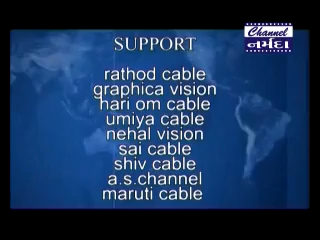 Channel
નર્મદા
SUPPORT
rathod cable
graphica vision
hari om cable
umiya cable
nehal vision
sai cable
shiv cable
a.s.channel
maruti cable